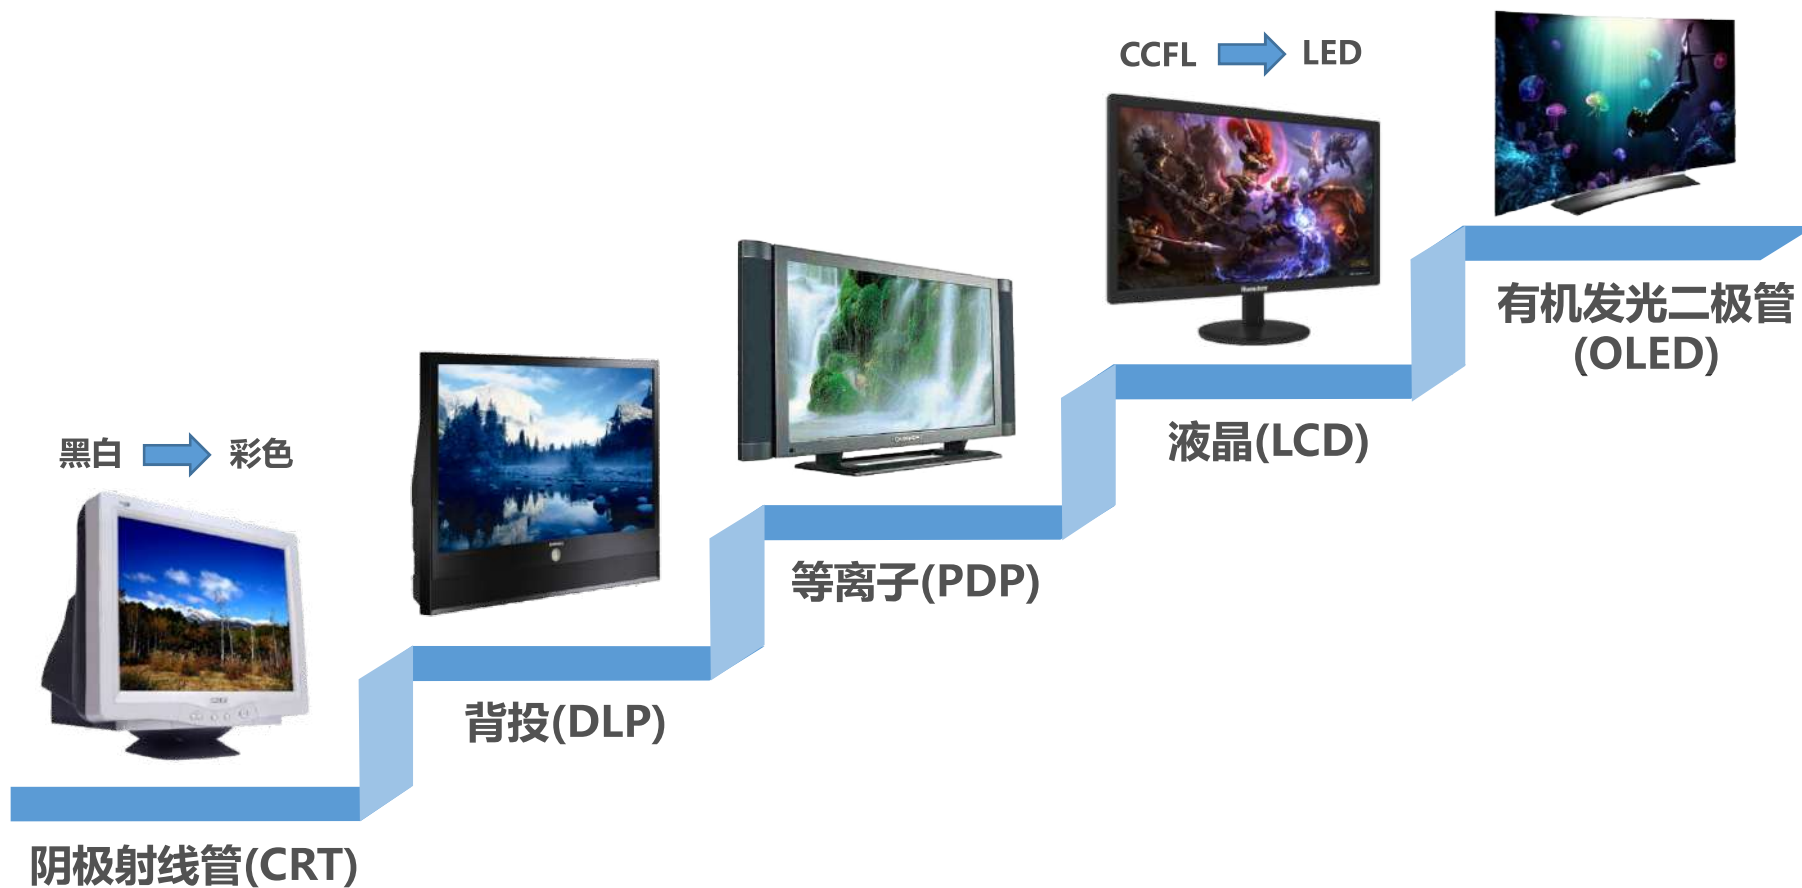 CCFL LED
有机发光二极管
(OLED)
液晶(LCD)
黑白 彩色
等离子(PDP)
背投(DLP)
阴极射线管(CRT)